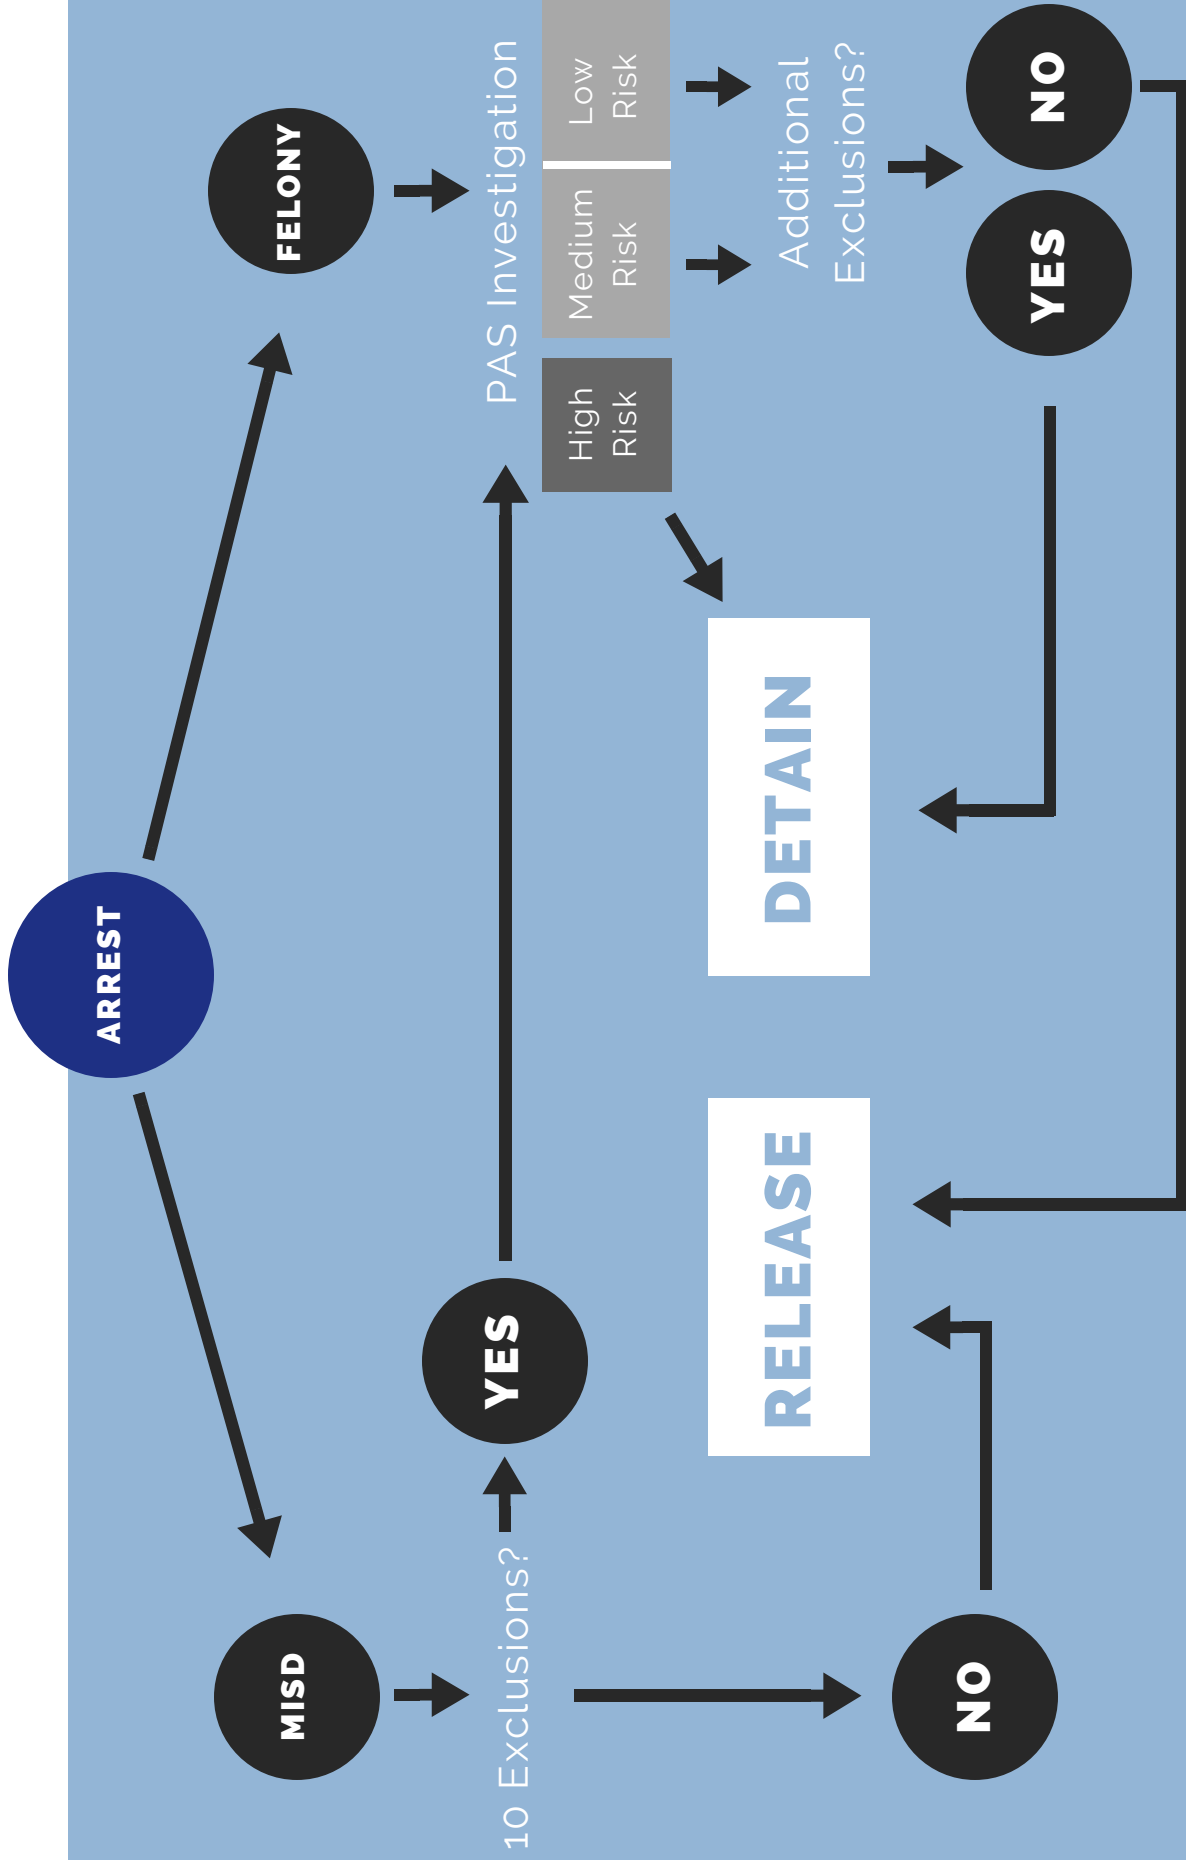 ARREST
MISD
FELONY
10 Exclusions?
YES
PAS Investigation
High
Risk
Medium
Risk
Low
Risk
RELEASE
DETAIN
Additional
Exclusions?
NO
YES
NO